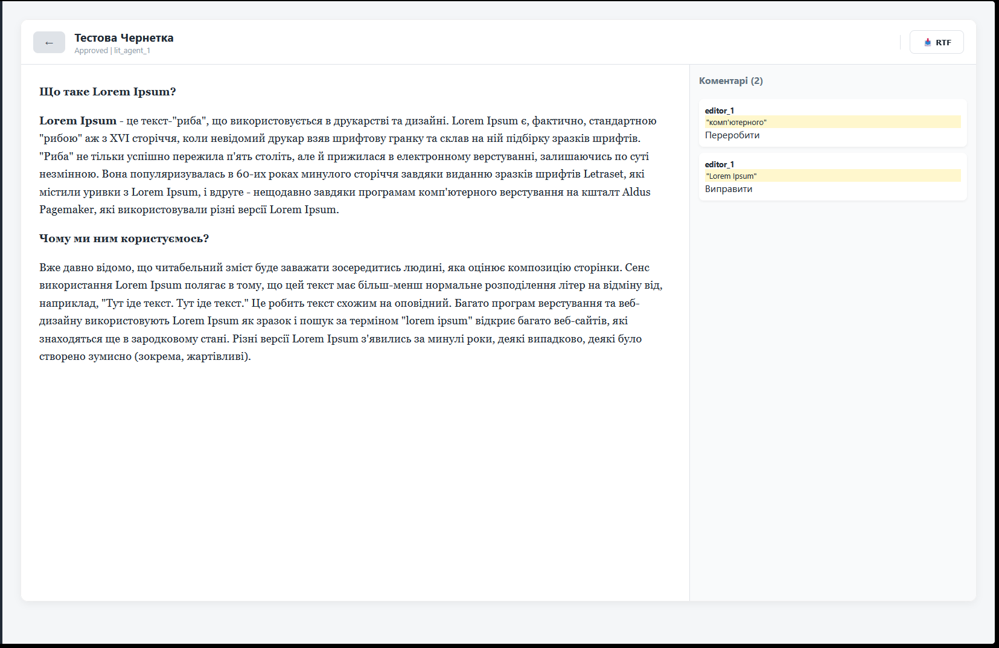 ←
Тестова Чернетка
Approved | lit_agent_1
RTF
Що таке Lorem Ipsum?
Lorem Ipsum - це текст-"риба", що використовується в друкарстві та дизайні. Lorem Ipsum є, фактично, стандартною
"рибою" аж з XVI сторіччя, коли невідомий друкар взяв шрифтову гранку та склав на ній підбірку зразків шрифтів.
"Риба" не тільки успішно пережила п'ять століть, але й прижилася в електронному верстуванні, залишаючись по суті
незмінною. Вона популяризувалась в 60-их роках минулого сторіччя завдяки виданню зразків шрифтів Letraset, які
містили уривки з Lorem Ipsum, і вдруге - нещодавно завдяки програмам комп'ютерного верстування на кшталт Aldus
Pagemaker, які використовували різні версії Lorem Ipsum.
Чому ми ним користуємось?
Вже давно відомо, що читабельний зміст буде заважати зосередитись людині, яка оцінює композицію сторінки. Сенс
використання Lorem Ipsum полягає в тому, що цей текст має більш-менш нормальне розподілення літер на відміну від,
наприклад, "Тут іде текст. Тут іде текст." Це робить текст схожим на оповідний. Багато програм верстування та веб-
дизайну використовують Lorem Ipsum як зразок і пошук за терміном "lorem ipsum" відкриє багато веб-сайтів, які
знаходяться ще в зародковому стані. Різні версії Lorem Ipsum з'явились за минулі роки, деякі випадково, деякі було
створено зумисно (зокрема, жартівливі).
Коментарі (2)
editor_1
"комп'ютерного"
Переробити
editor_1
"Lorem Ipsum"
Виправити